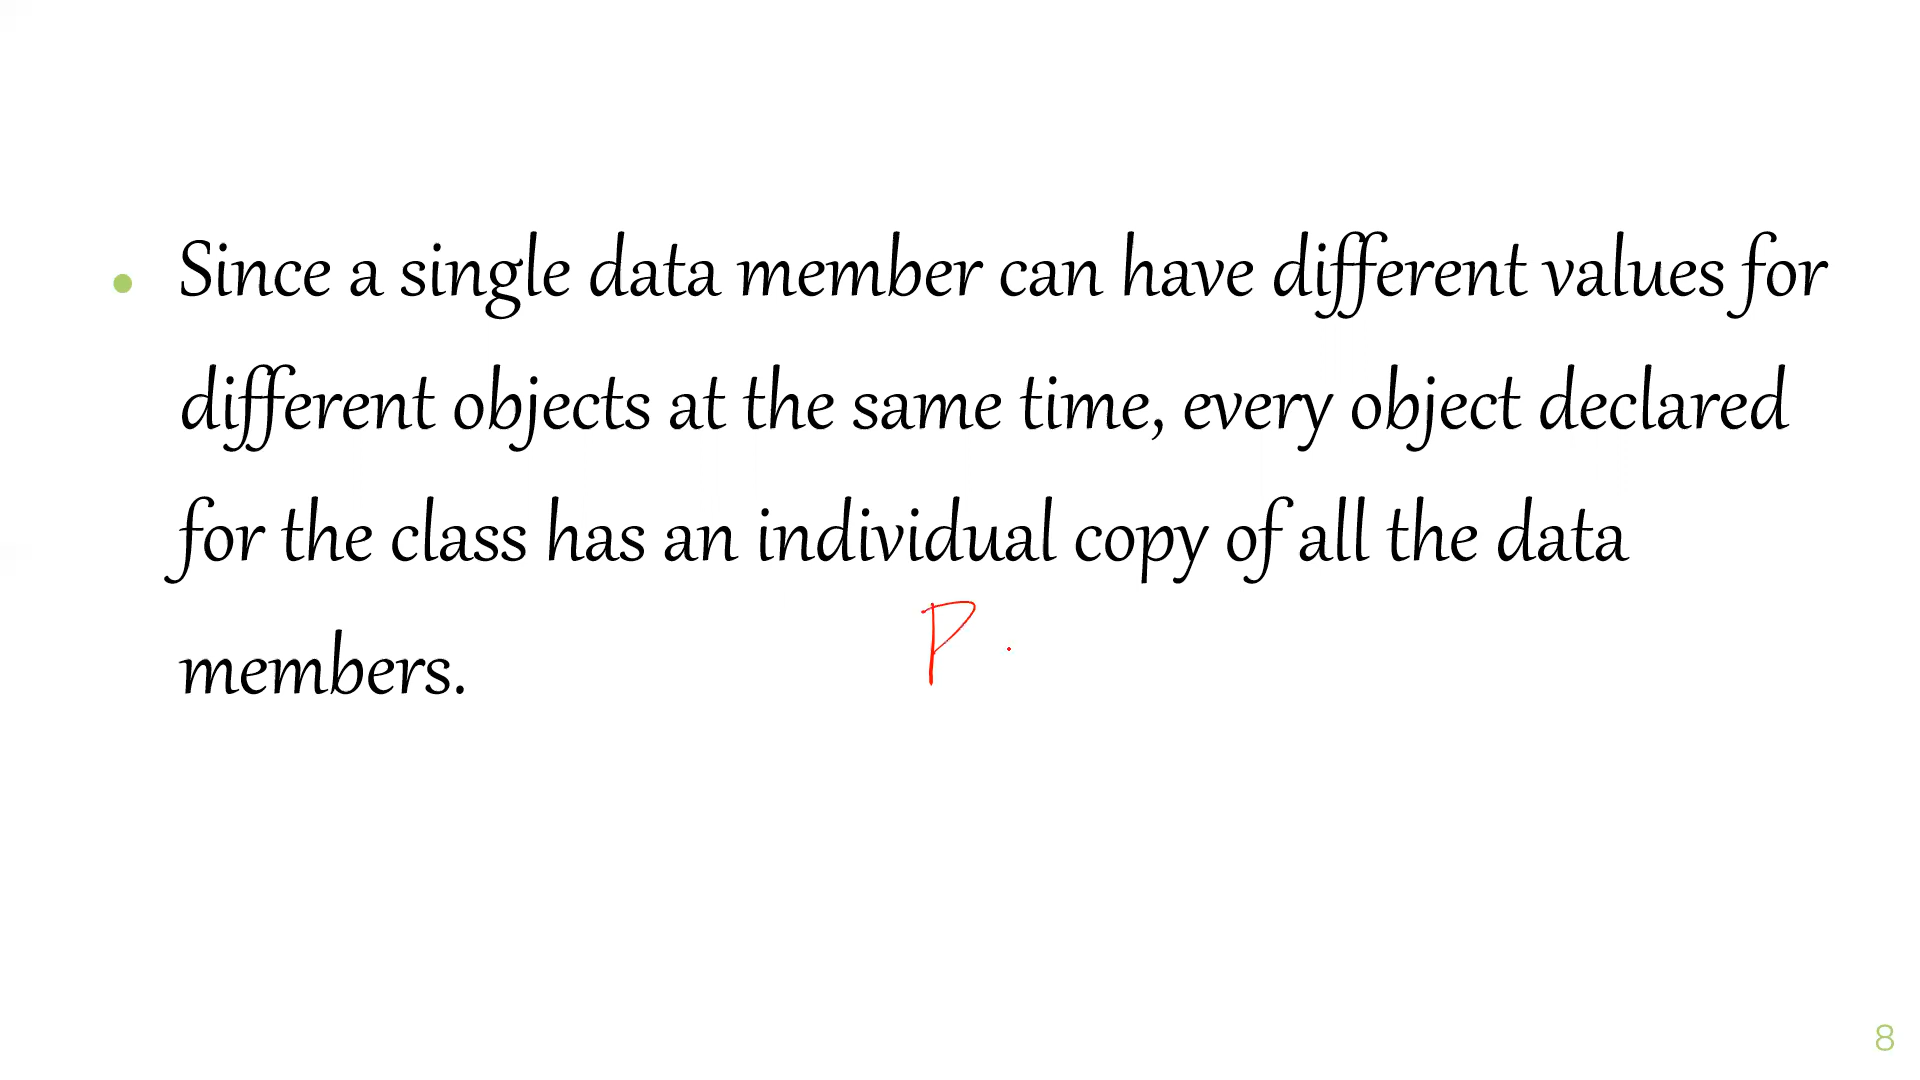 • Since a single data member can have different values for
different objects at the same time, every object declared
for the class has an individual copy of all the data
members.
P
8